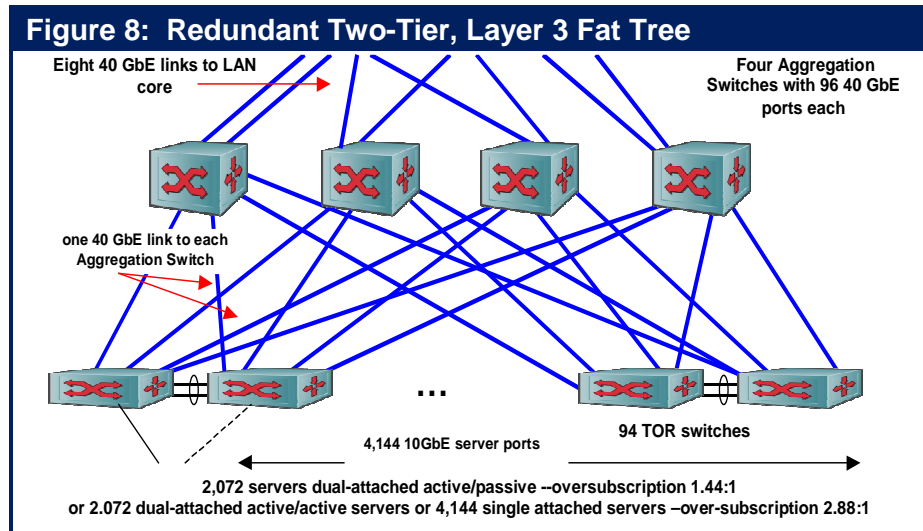 Figure 8: Redundant Two-Tier, Layer 3 Fat Tree
Eight 40 GbE links to LAN
core
Four Aggregation
Switches with 96 40 GbE
ports each
one 40 GbE link to each
Aggregation Switch
...
94 TOR switches
4,144 10GbE server ports
2,072 servers dual-attached active/passive --oversubscription 1.44:1
or 2.072 dual-attached active/active servers or 4,144 single attached servers –over-subscription 2.88:1